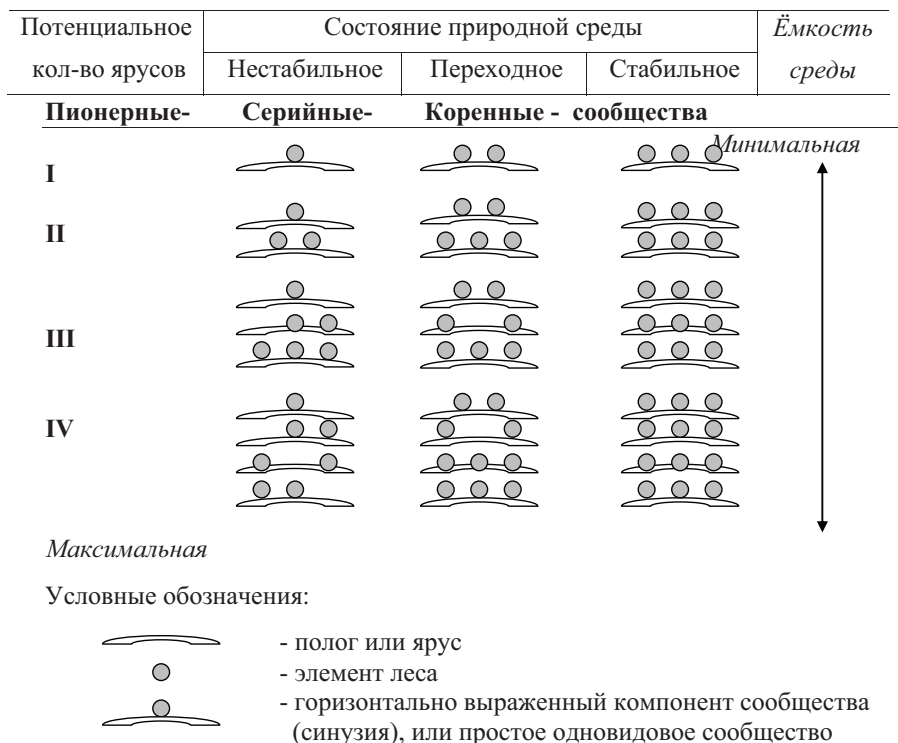 Потенциальное Состояние природной среды Ёмкость
кол-во ярусов Нестабильное Переходное Стабильное среды
Пионерные- Серийные- Коренные - сообщества
Минимальная
I
II
III
IV
Максимальная
Условные обозначения:
- полог или ярус
- элемент леса
- горизонтально выраженный компонент сообщества
(синузия), или простое одновидовое сообщество